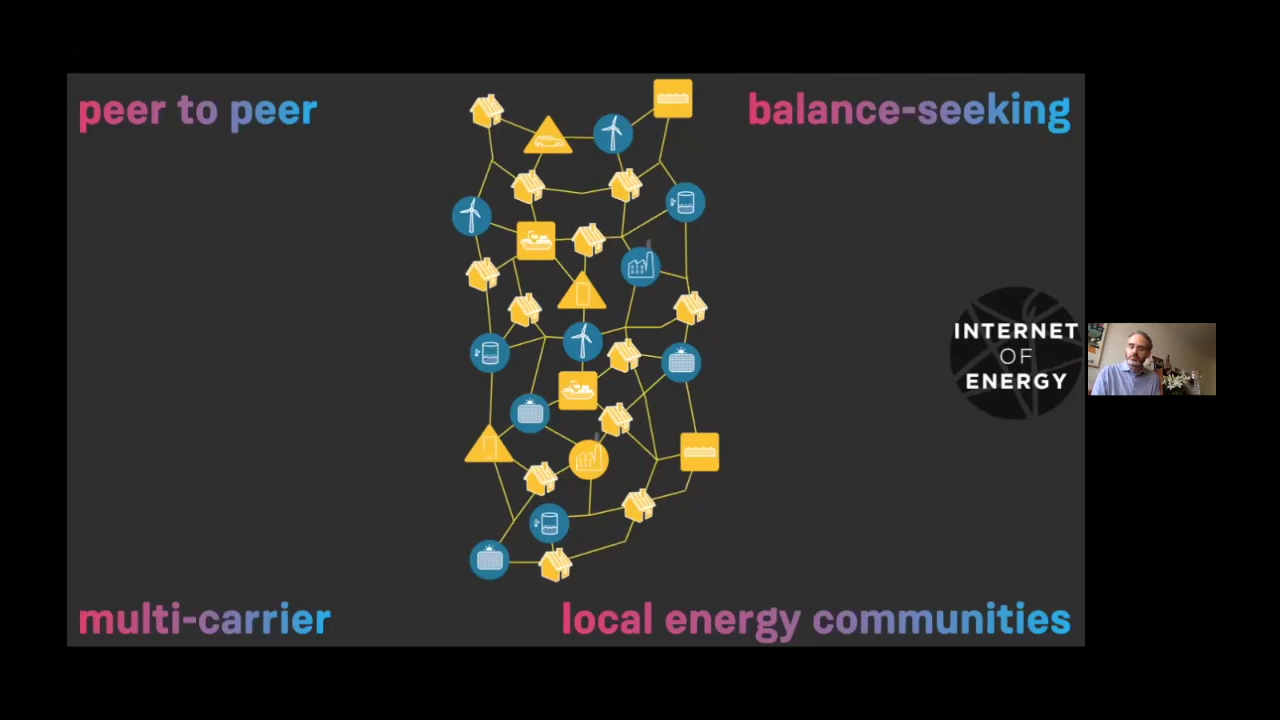 peer to peer
balance-seeking
INTERNET
OF
ENERGY
multi-carrier
local energy communities